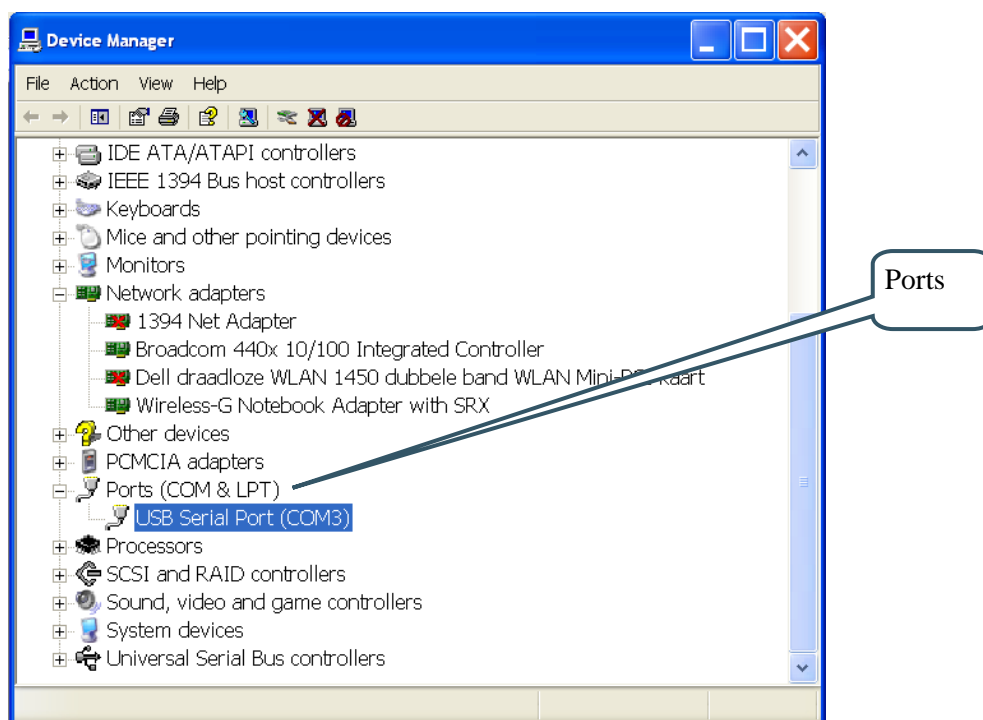 Device Manager
File Action View Help
IDE ATA/ATAPI controllers
IEEE 1394 Bus host controllers
Keyboards
Mice and other pointing devices
Monitors
Ports
Network adapters
1394 Net Adapter
Broadcom 440x 10/100 Integrated Controller
Dell draadloze WLAN 1450 dubbele band WLAN Mini-PCI kaart
Wireless-G Notebook Adapter with SRX
Other devices
PCMCIA adapters
Ports (COM & LPT)
USB Serial Port (COM3)
Processors
SCSI and RAID controllers
Sound, video and game controllers
System devices
Universal Serial Bus controllers